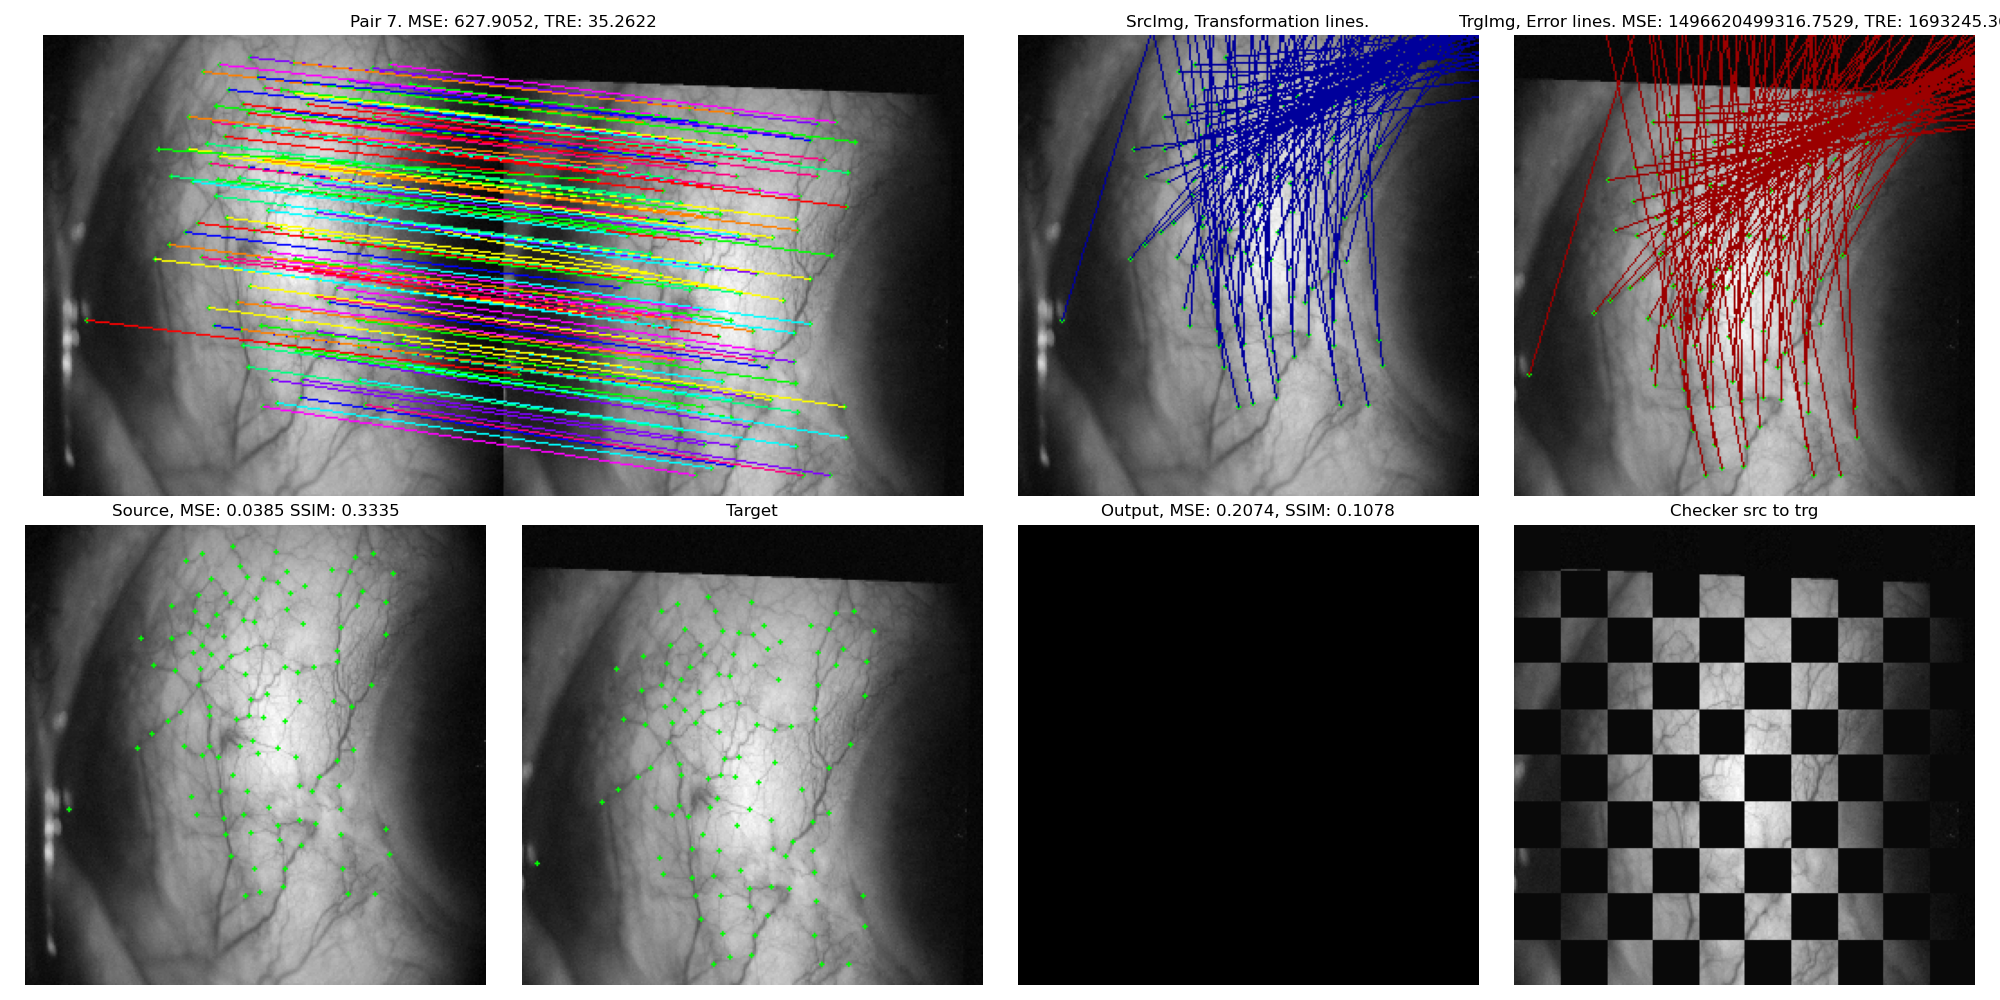 Pair 7. MSE: 627.9052, TRE: 35.2622
SrcImg, Transformation lines.
TrgImg, Error lines. MSE: 1496620499316.7529, TRE: 1693245.3
Source, MSE: 0.0385 SSIM: 0.3335
Target
Output, MSE: 0.2074, SSIM: 0.1078
Checker src to trg